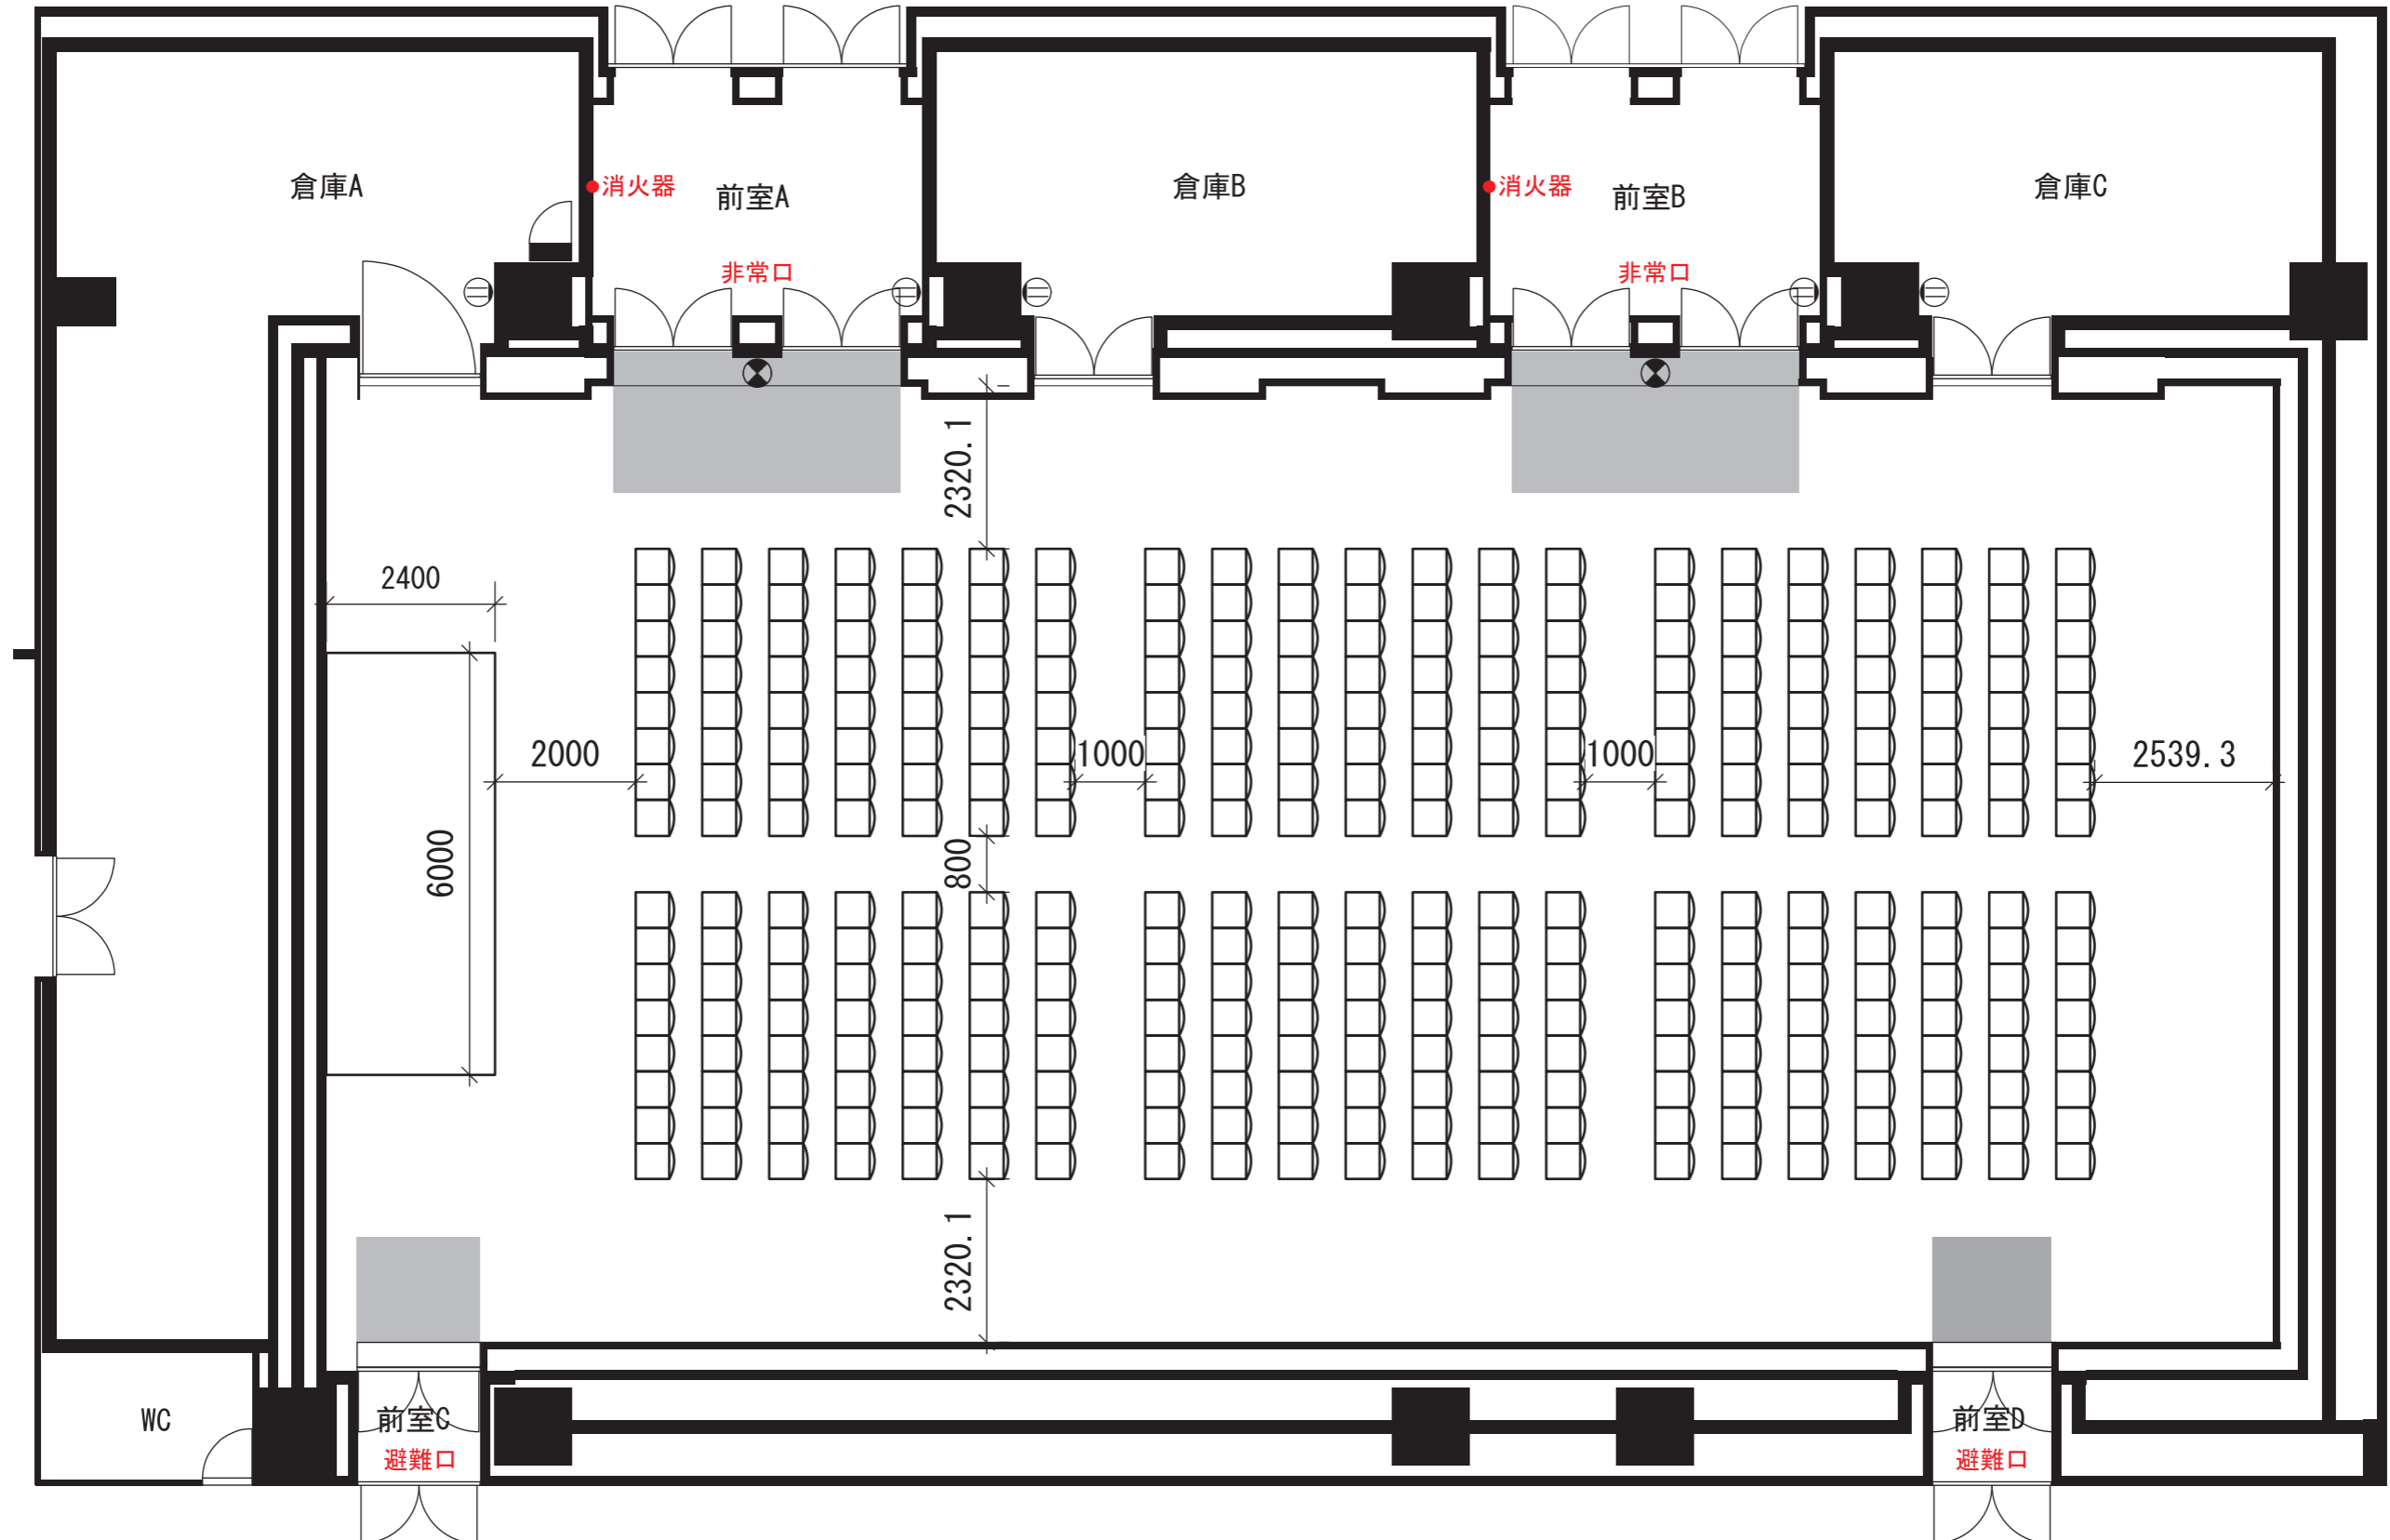 倉庫A
消火器
前室A
倉庫B
消火器
前室B
倉庫C
非常口
非常口
2320.1
2400
2000
1000
1000
2539.3
6000
800
2320.1
WC
前室C
避難口
前室D
避難口